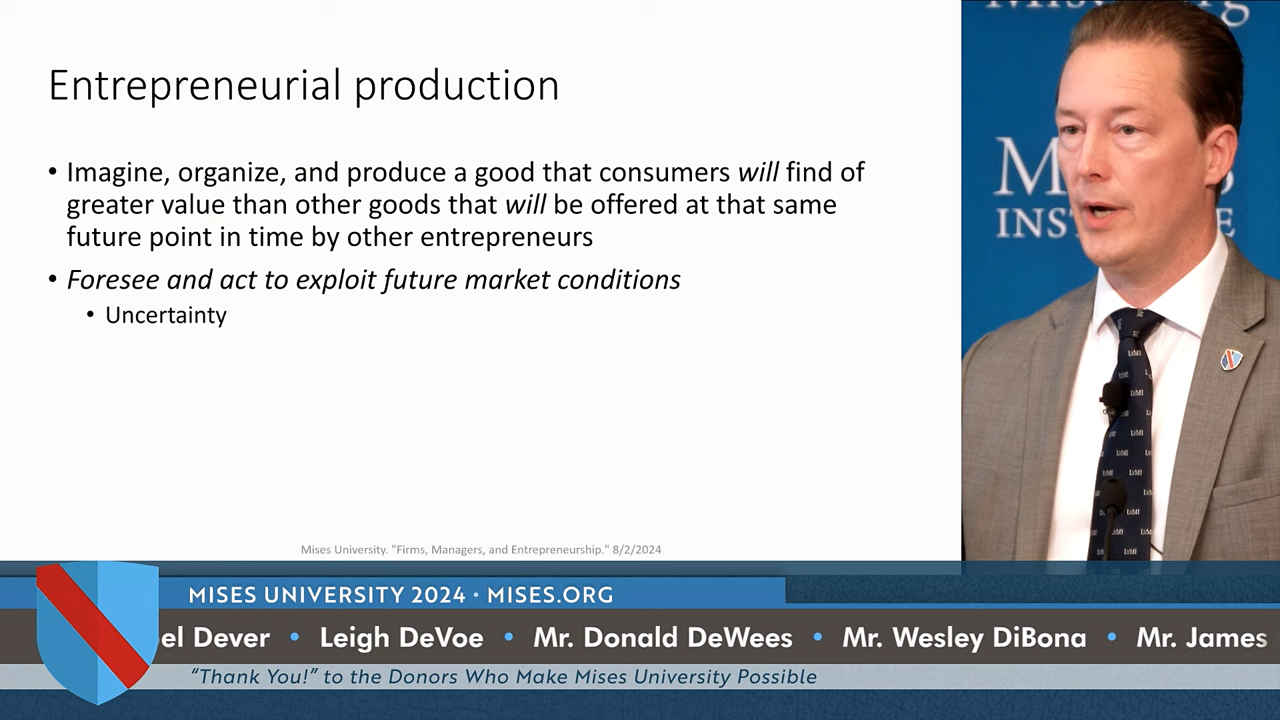 Entrepreneurial production
• Imagine, organize, and produce a good that consumers will find of
greater value than other goods that will be offered at that same
future point in time by other entrepreneurs
• Foresee and act to exploit future market conditions
• Uncertainty
Mises University. "Firms, Managers, and Entrepreneurship." 8/2/2024
INS
MISES UNIVERSITY 2024 • MISES.ORG
el Dever • Leigh DeVoe • Mr. Donald DeWees • Mr. Wesley DiBona • Mr. James
“Thank You!” to the Donors Who Make Mises University Possible